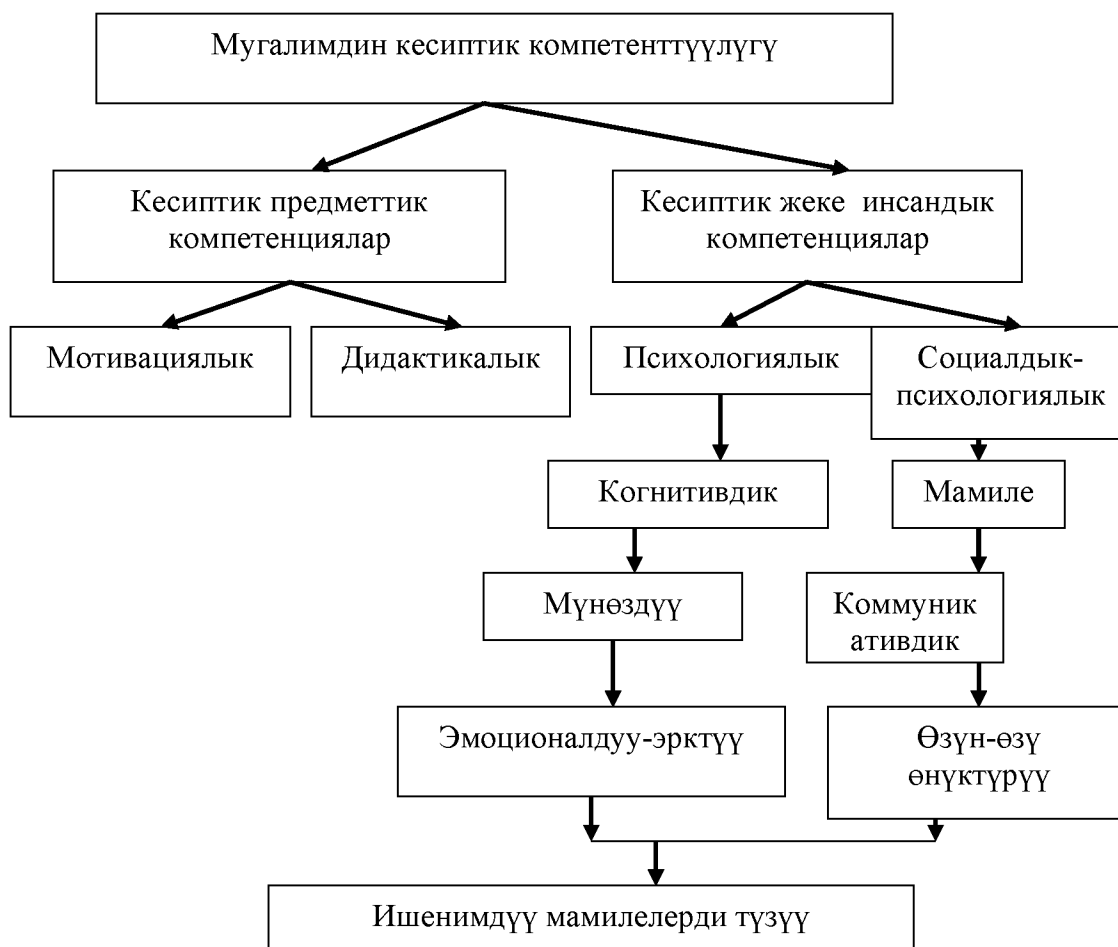 Мугалимдин кесиптик компетенттүүлүгү
Кесиптик предметтик
компетенциялар
Кесиптик жеке инсандык
компетенциялар
Мотивациялык
Дидактикалык
Психологиялык
Социалдык-
психологиялык
Когнитивдик
Мамиле
Мүнөздүү
Коммуник
ативдик
Эмоционалдуу-эрктүү
Өзүн-өзү
өнүктүрүү
Ишенимдүү мамилелерди түзүү